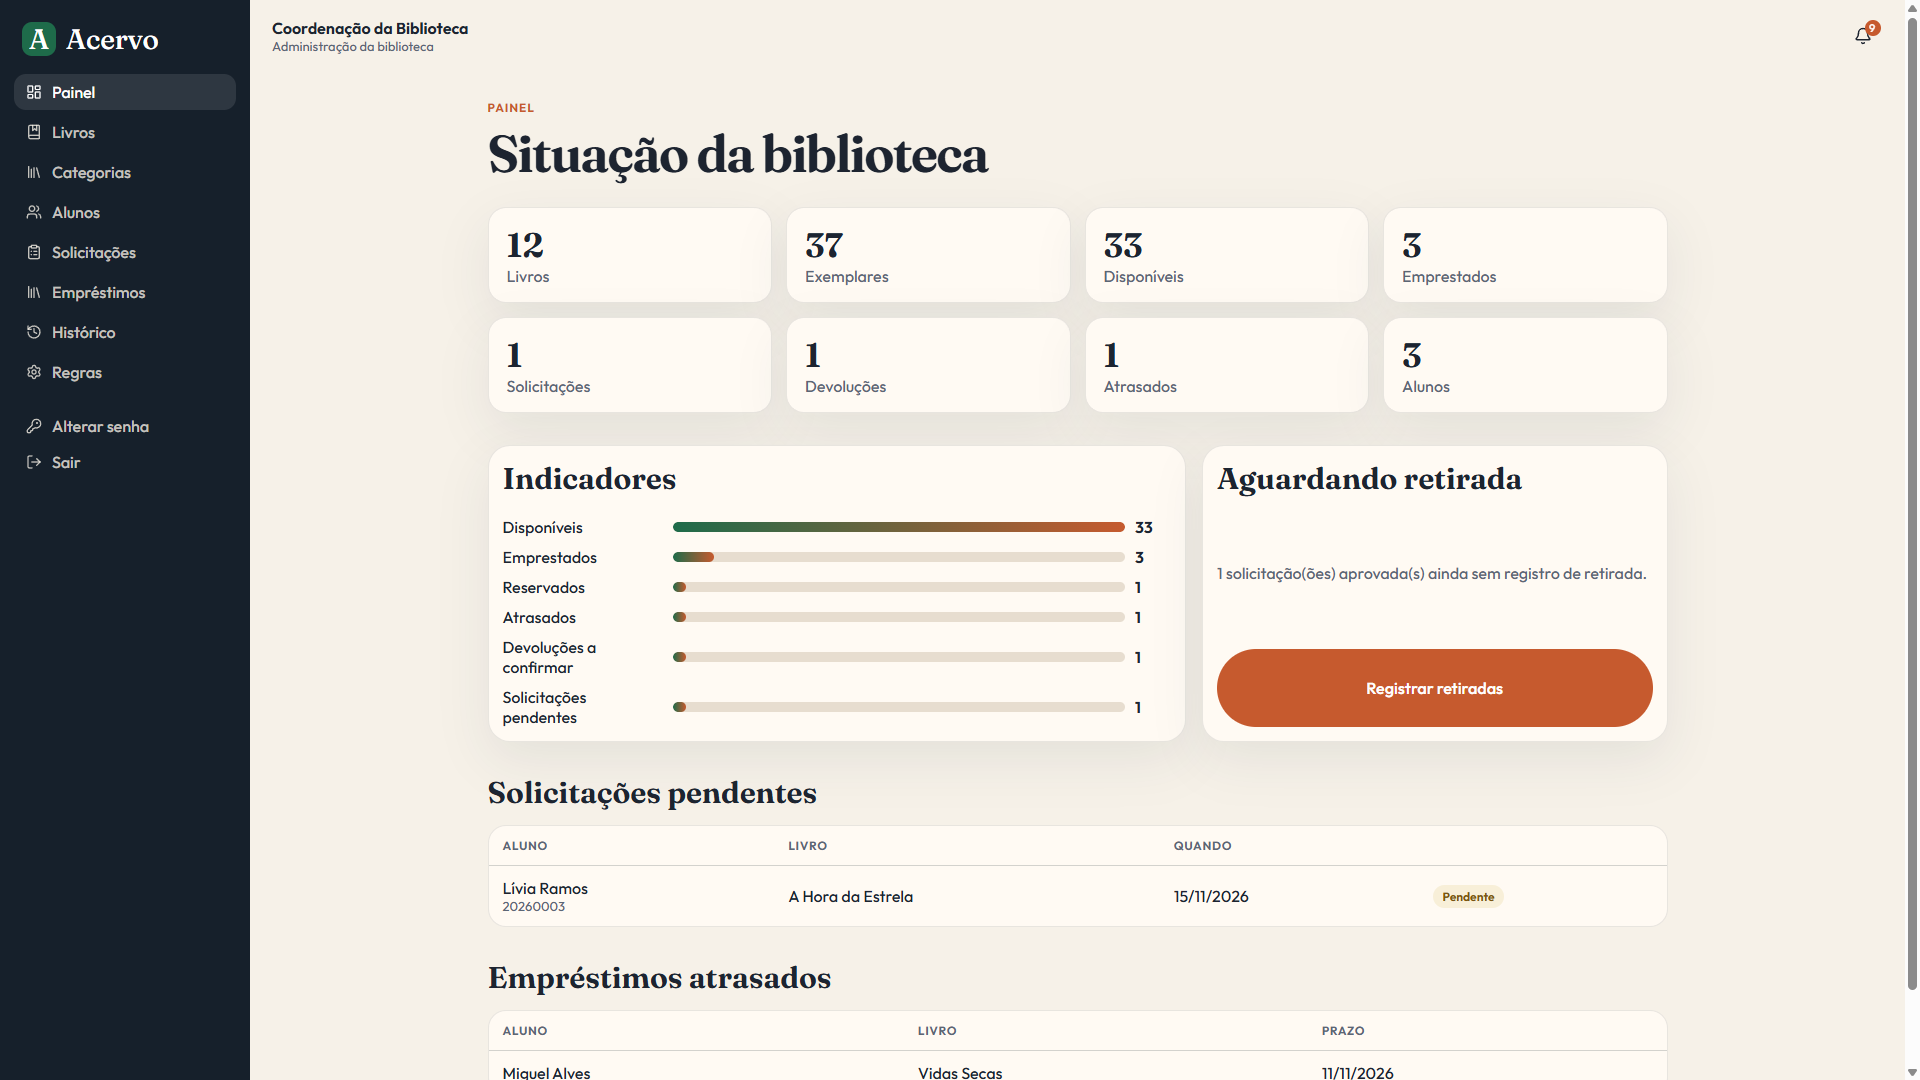 A Acervo
Painel
Livros
Categorias
Alunos
Solicitações
Empréstimos
Histórico
Regras
Alterar senha
Sair
Coordenação da Biblioteca
Administração da biblioteca
9
PAINEL
Situação da biblioteca
12
Livros
37
Exemplares
33
Disponíveis
3
Emprestados
1
Solicitações
1
Devoluções
1
Atrasados
3
Alunos
Indicadores
Disponíveis 33
Emprestados 3
Reservados 1
Atrasados 1
Devoluções a
confirmar 1
Solicitações
pendentes 1
Aguardando retirada
1 solicitação(ões) aprovada(s) ainda sem registro de retirada.
Registrar retiradas
Solicitações pendentes
ALUNO LIVRO QUANDO
Lívia Ramos
20260003
A Hora da Estrela
15/11/2026
Pendente
Empréstimos atrasados
ALUNO LIVRO PRAZO
Miguel Alves Vidas Secas 11/11/2026